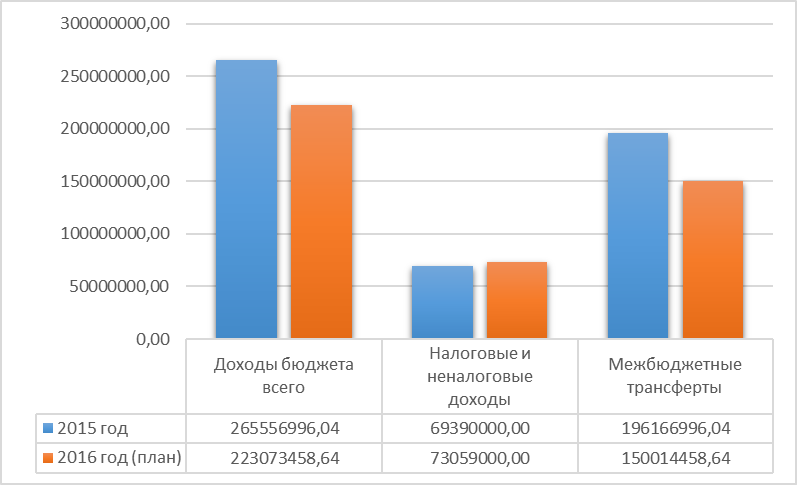 300000000,00
250000000,00
200000000,00
150000000,00
100000000,00
50000000,00
0,00
Доходы бюджета
всего
Налоговые и
неналоговые
доходы
Межбюджетные
трансферты
2015 год 265556996,04 69390000,00 196166996,04
2016 год (план) 223073458,64 73059000,00 150014458,64